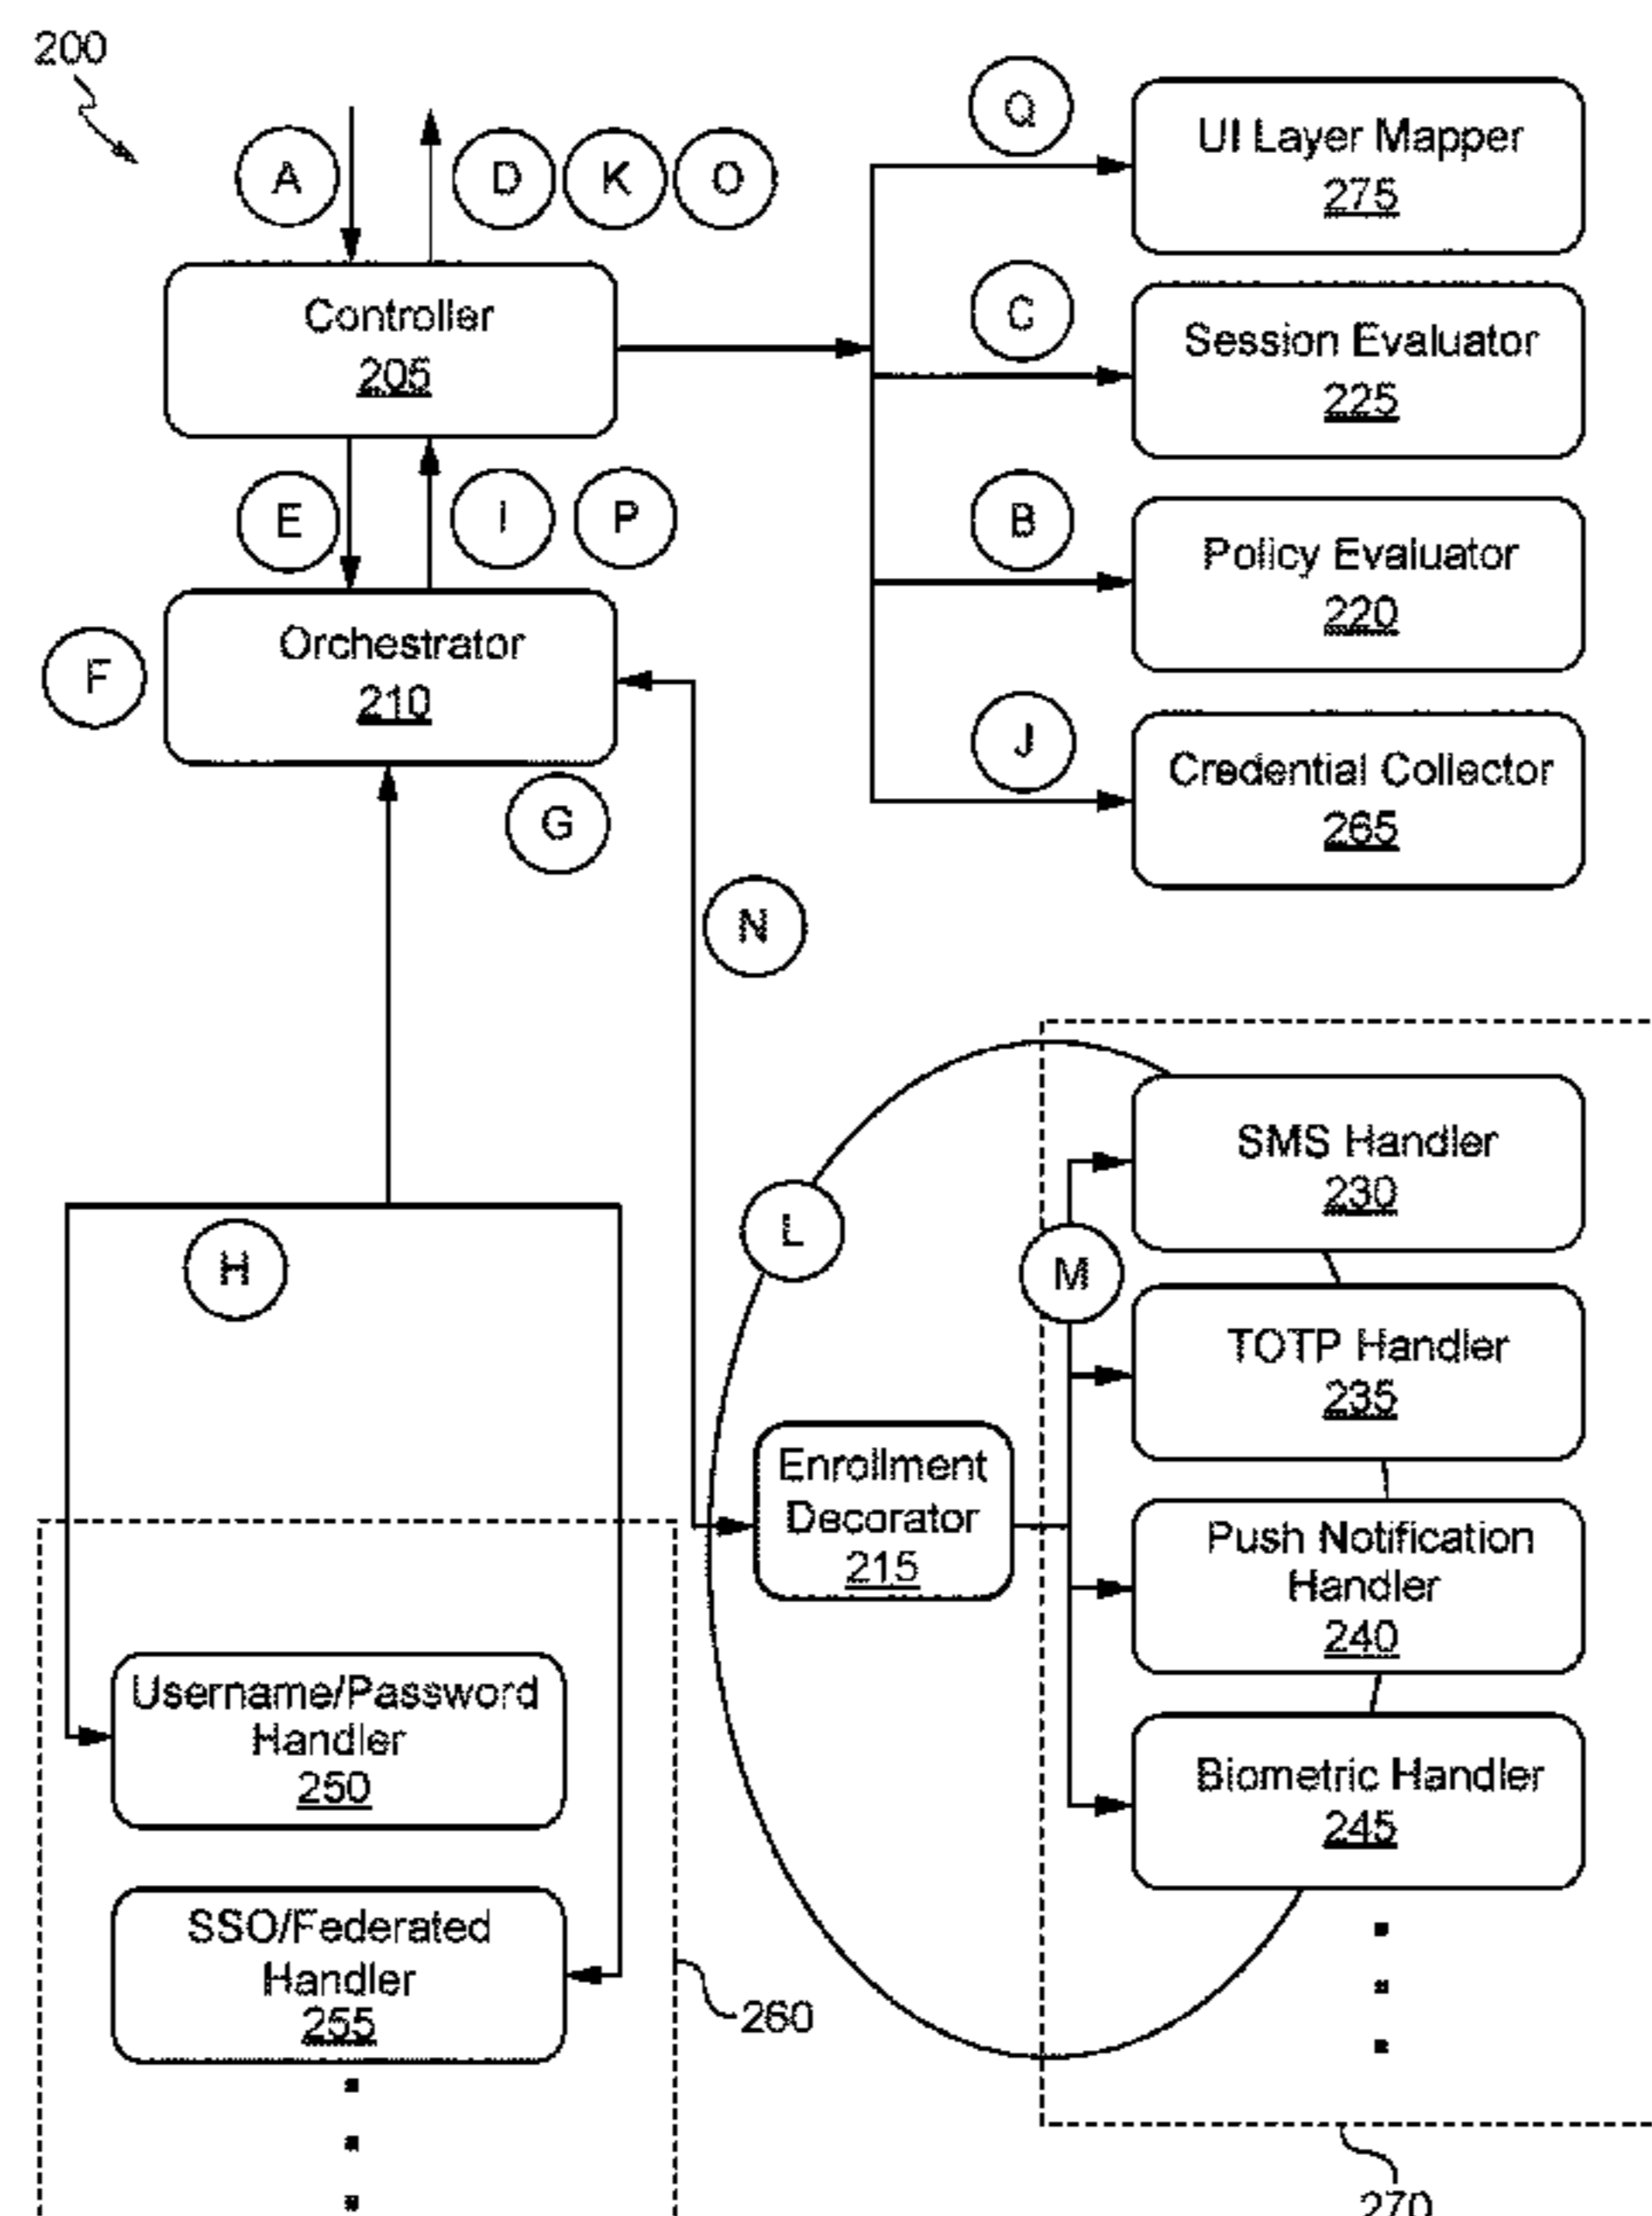 200
A
D
K
O
Q
UI Layer Mapper
275
Controller
205
C
Session Evaluator
225
E
I
P
B
Policy Evaluator
220
F
Orchestrator
210
G
J
Credential Collector
265
N
H
L
M
SMS Handler
230
TOTP Handler
235
Enrollment
Decorator
215
Push Notification
Handler
240
Biometric Handler
245
Username/Password
Handler
250
SSO/Federated
Handler
255
260
270